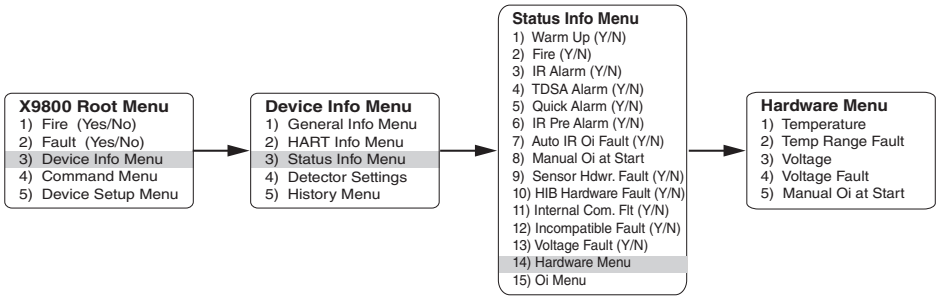 X9800 Root Menu
1) Fire (Yes/No)
2) Fault (Yes/No)
3) Device Info Menu
4) Command Menu
5) Device Setup Menu
Device Info Menu
1) General Info Menu
2) HART Info Menu
3) Status Info Menu
4) Detector Settings
5) History Menu
Status Info Menu
1) Warm Up (Y/N)
2) Fire (Y/N)
3) IR Alarm (Y/N)
4) TDSA Alarm (Y/N)
5) Quick Alarm (Y/N)
6) IR Pre Alarm (Y/N)
7) Auto IR Oi Fault (Y/N)
8) Manual Oi at Start
9) Sensor Hdwr. Fault (Y/N)
10) HIB Hardware Fault (Y/N)
11) Internal Com. Flt (Y/N)
12) Incompatible Fault (Y/N)
13) Voltage Fault (Y/N)
14) Hardware Menu
15) Oi Menu
Hardware Menu
1) Temperature
2) Temp Range Fault
3) Voltage
4) Voltage Fault
5) Manual Oi at Start